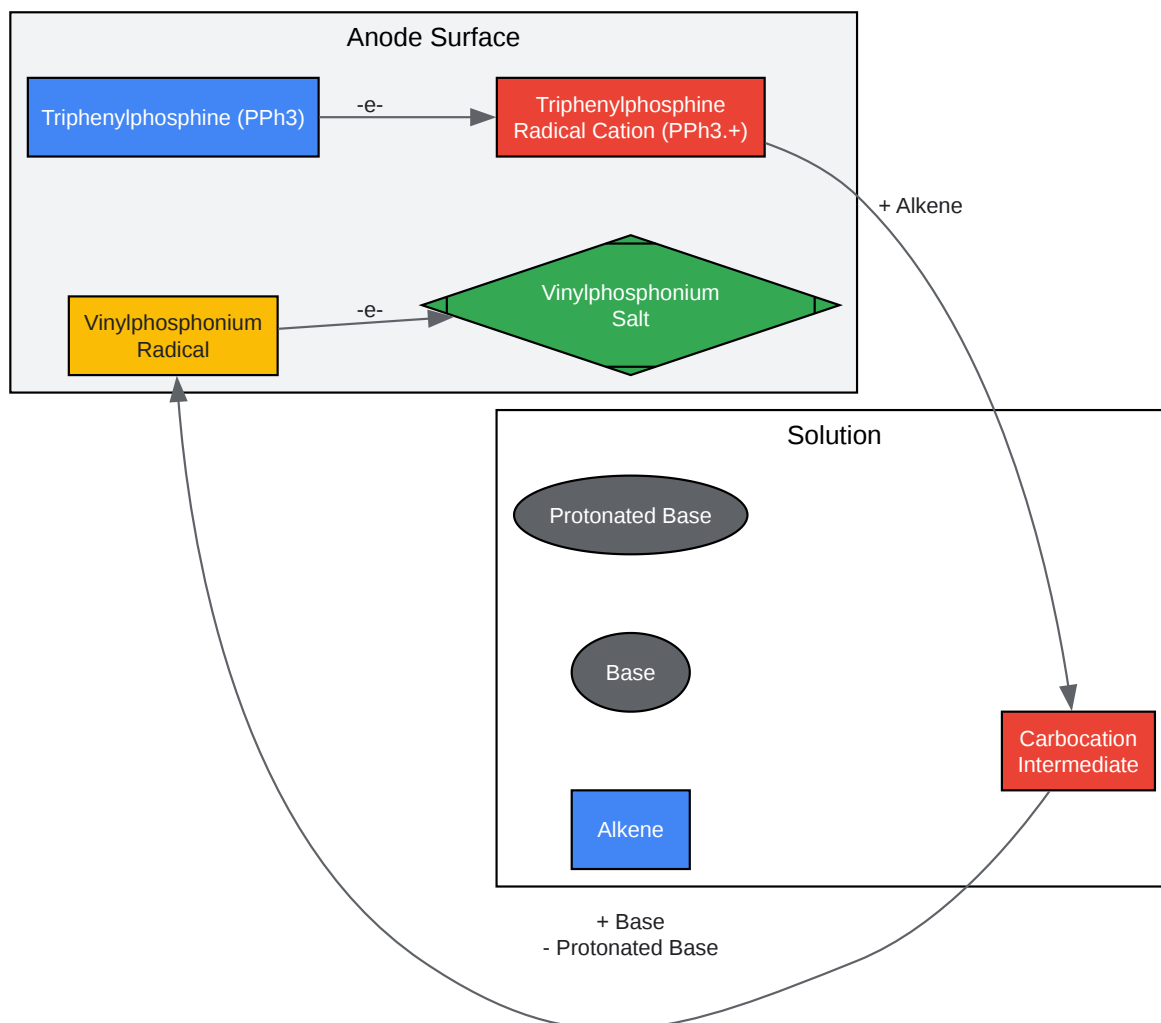 Anode Surface
Triphenylphosphine (PPh3)
-e-
Triphenylphosphine
Radical Cation (PPh3.+)
+ Alkene
Vinylphosphonium
Radical
-e-
Vinylphosphonium
Salt
Solution
Protonated Base
Base
Carbocation
Intermediate
Alkene
+ Base
- Protonated Base